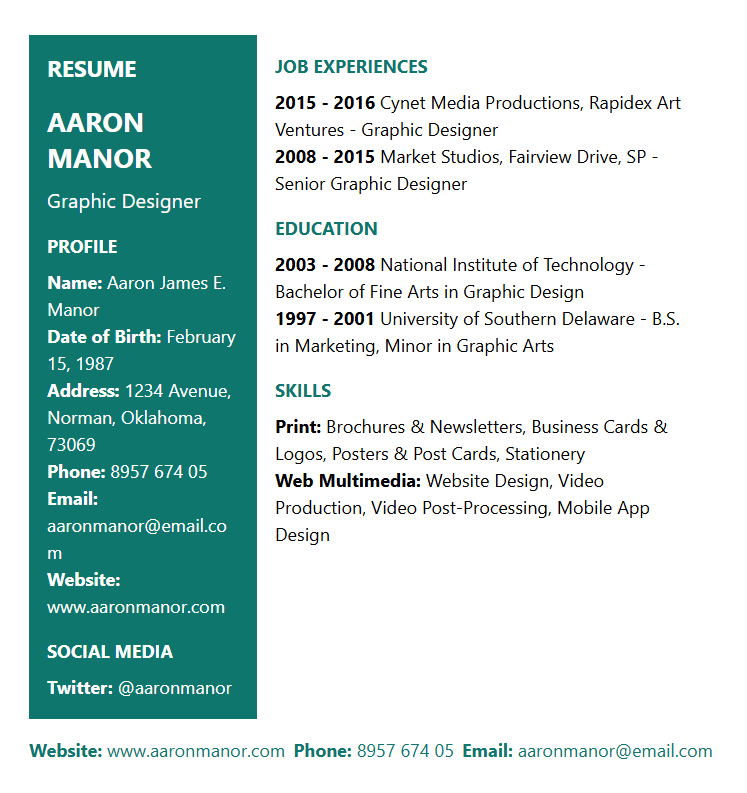 RESUME
AARON
MANOR
Graphic Designer
PROFILE
Name: Aaron James E.
Manor
Date of Birth: February
15, 1987
Address: 1234 Avenue,
Norman, Oklahoma,
73069
Phone: 8957 674 05
Email:
aaronmanor@email.co
m
Website:
www.aaronmanor.com
SOCIAL MEDIA
Twitter: @aaronmanor
JOB EXPERIENCES
2015 - 2016 Cynet Media Productions, Rapidex Art
Ventures - Graphic Designer
2008 - 2015 Market Studios, Fairview Drive, SP -
Senior Graphic Designer
EDUCATION
2003 - 2008 National Institute of Technology -
Bachelor of Fine Arts in Graphic Design
1997 - 2001 University of Southern Delaware - B.S.
in Marketing, Minor in Graphic Arts
SKILLS
Print: Brochures & Newsletters, Business Cards &
Logos, Posters & Post Cards, Stationery
Web Multimedia: Website Design, Video
Production, Video Post-Processing, Mobile App
Design
Website: www.aaronmanor.com Phone: 8957 674 05 Email: aaronmanor@email.com